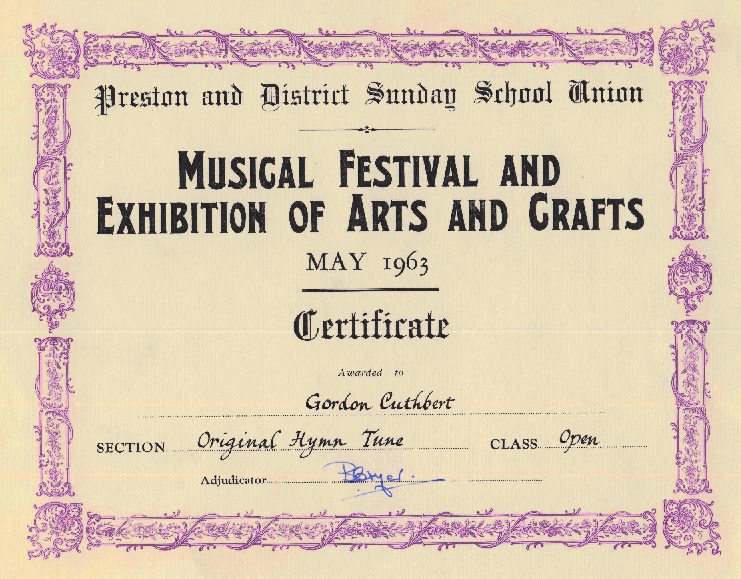 Preston and District Sunday School Union
MUSICAL FESTIVAL AND
EXHIBITION OF ARTS AND CRAFTS
MAY 1963
Certificate
Awarded to
Gordon Cuthbert
SECTION Original Hymn Tune CLASS Open
Adjudicator